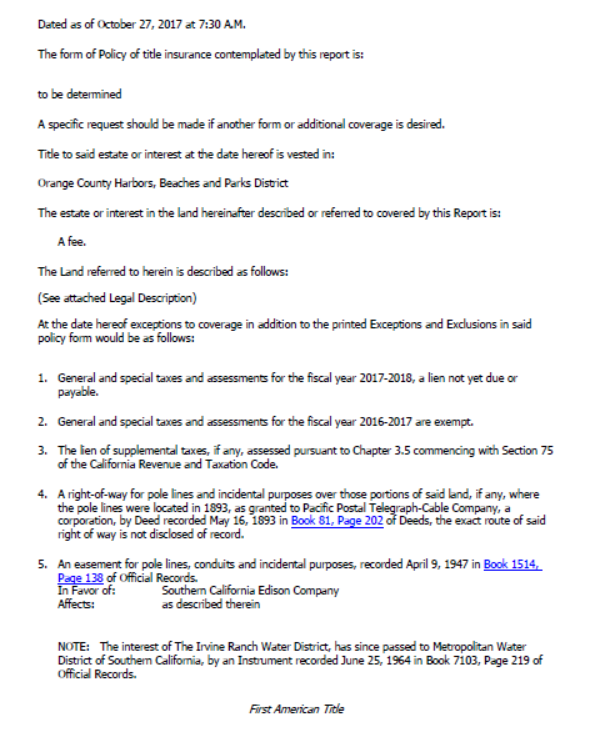 Dated as of October 27, 2017 at 7:30 A.M.
The form of Policy of title insurance contemplated by this report is:
to be determined
A specific request should be made if another form or additional coverage is desired.
Title to said estate or interest at the date hereof is vested in:
Orange County Harbors, Beaches and Parks District
The estate or interest in the land hereinafter described or referred to covered by this Report is:
A fee.
The Land referred to herein is described as follows:
(See attached Legal Description)
At the date hereof exceptions to coverage in addition to the printed Exceptions and Exclusions in said
policy form would be as follows:
1. General and special taxes and assessments for the fiscal year 2017-2018, a lien not yet due or
payable.
2. General and special taxes and assessments for the fiscal year 2016-2017 are exempt.
3. The lien of supplemental taxes, if any, assessed pursuant to Chapter 3.5 commencing with Section 75
of the California Revenue and Taxation Code.
4. A right-of-way for pole lines and incidental purposes over those portions of said land, if any, where
the pole lines were located in 1893, as granted to Pacific Postal Telegraph-Cable Company, a
corporation, by Deed recorded May 16, 1893 in Book 81, Page 202 of Deeds, the exact route of said
right of way is not disclosed of record.
5. An easement for pole lines, conduits and incidental purposes, recorded April 9, 1947 in Book 1514,
Page 138 of Official Records.
In Favor of: Southern California Edison Company
Affects: as described therein
NOTE: The interest of The Irvine Ranch Water District, has since passed to Metropolitan Water
District of Southern California, by an Instrument recorded June 25, 1964 in Book 7103, Page 219 of
Official Records.
First American Title